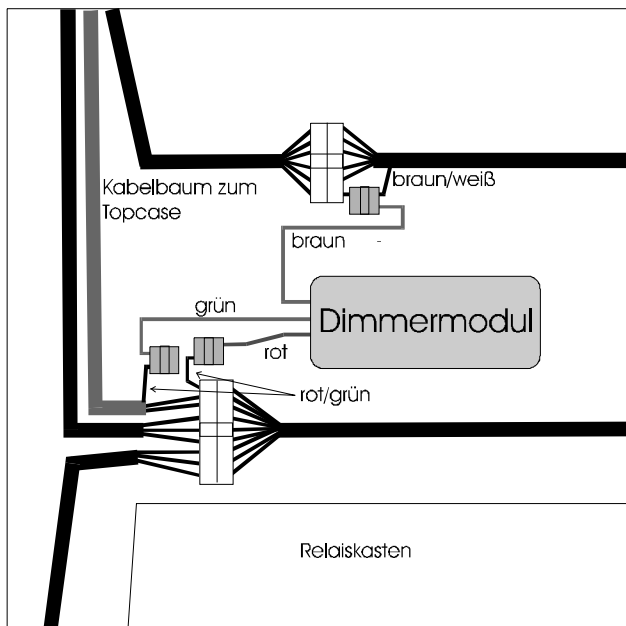 Kabelbaum zum
Topcase
braun/weiß
braun
grün
Dimmermodul
rot
rot/grün
Relaiskasten